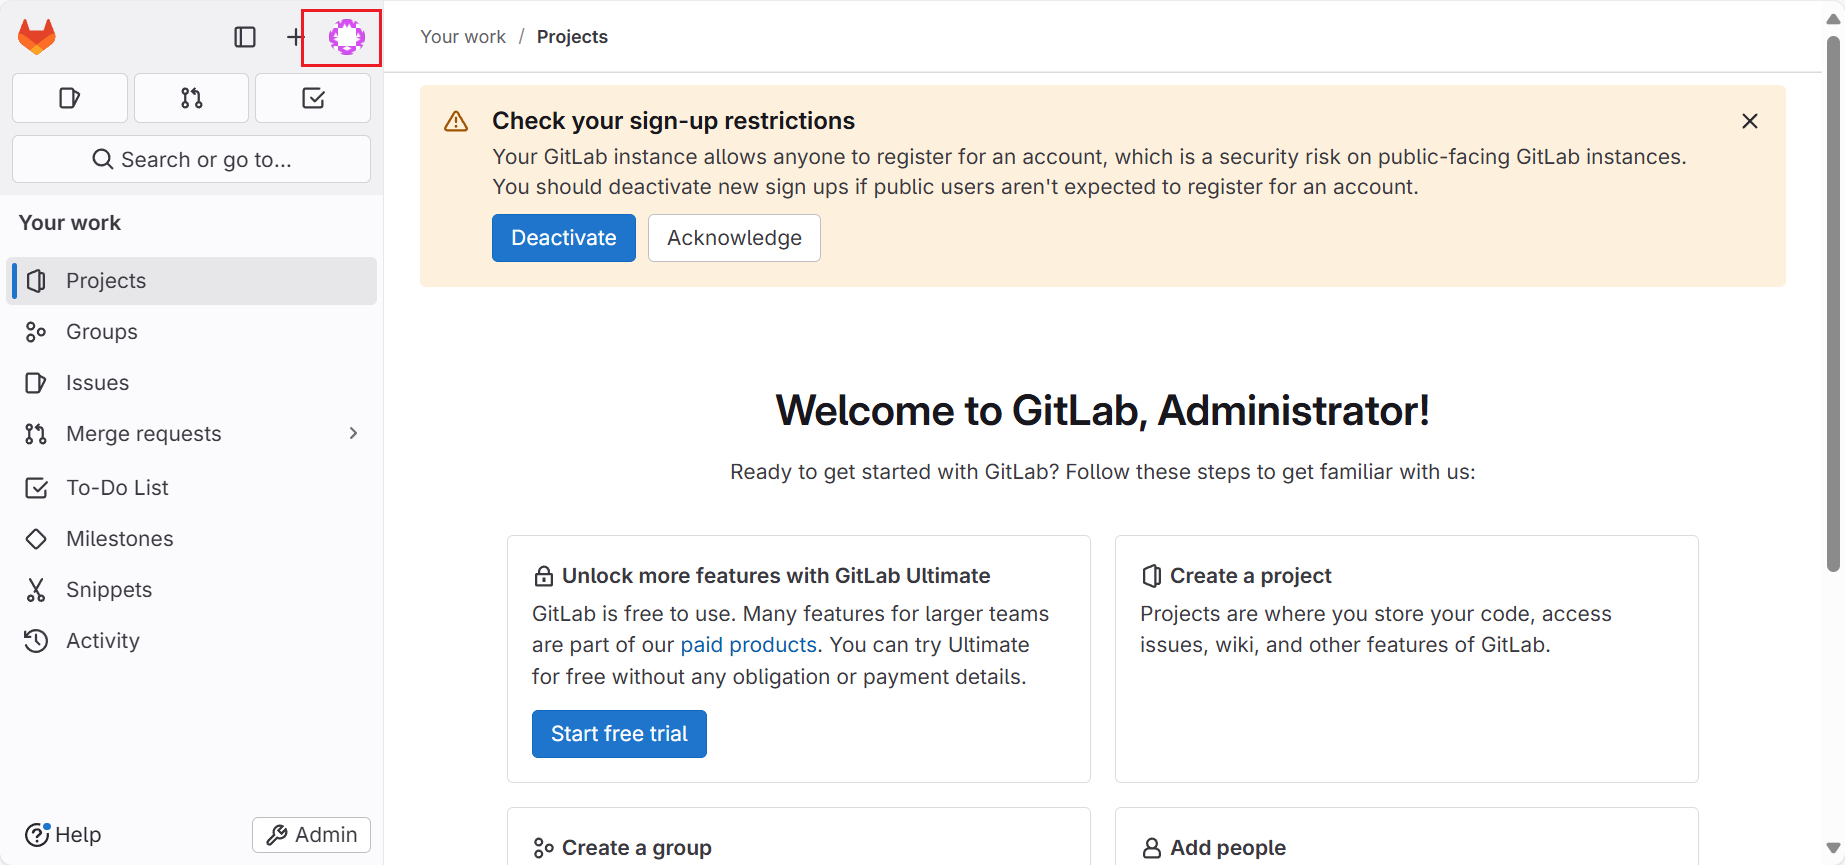 Your work / Projects
Search or go to...
Your work
Projects
Groups
Issues
Merge requests
To-Do List
Milestones
Snippets
Activity
Help
Admin
Check your sign-up restrictions
Your GitLab instance allows anyone to register for an account, which is a security risk on public-facing GitLab instances.
You should deactivate new sign ups if public users aren't expected to register for an account.
Deactivate
Acknowledge
Welcome to GitLab, Administrator!
Ready to get started with GitLab? Follow these steps to get familiar with us:
Unlock more features with GitLab Ultimate
GitLab is free to use. Many features for larger teams
are part of our paid products. You can try Ultimate
for free without any obligation or payment details.
Start free trial
Create a project
Projects are where you store your code, access
issues, wiki, and other features of GitLab.
Create a group
Add people